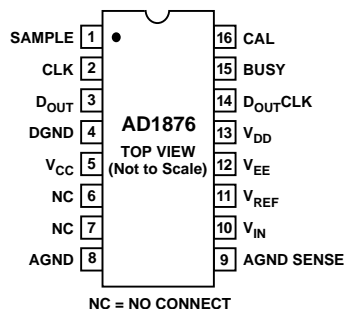 SAMPLE 1 16 CAL
CLK 2 15 BUSY
DOUT 3 14 DOUTCLK
DGND 4 AD1876 13 VDD
TOP VIEW
VCC 5 (Not to Scale) 12 VEE
NC 6 11 VREF
NC 7 10 VIN
AGND 8 9 AGND SENSE
NC = NO CONNECT